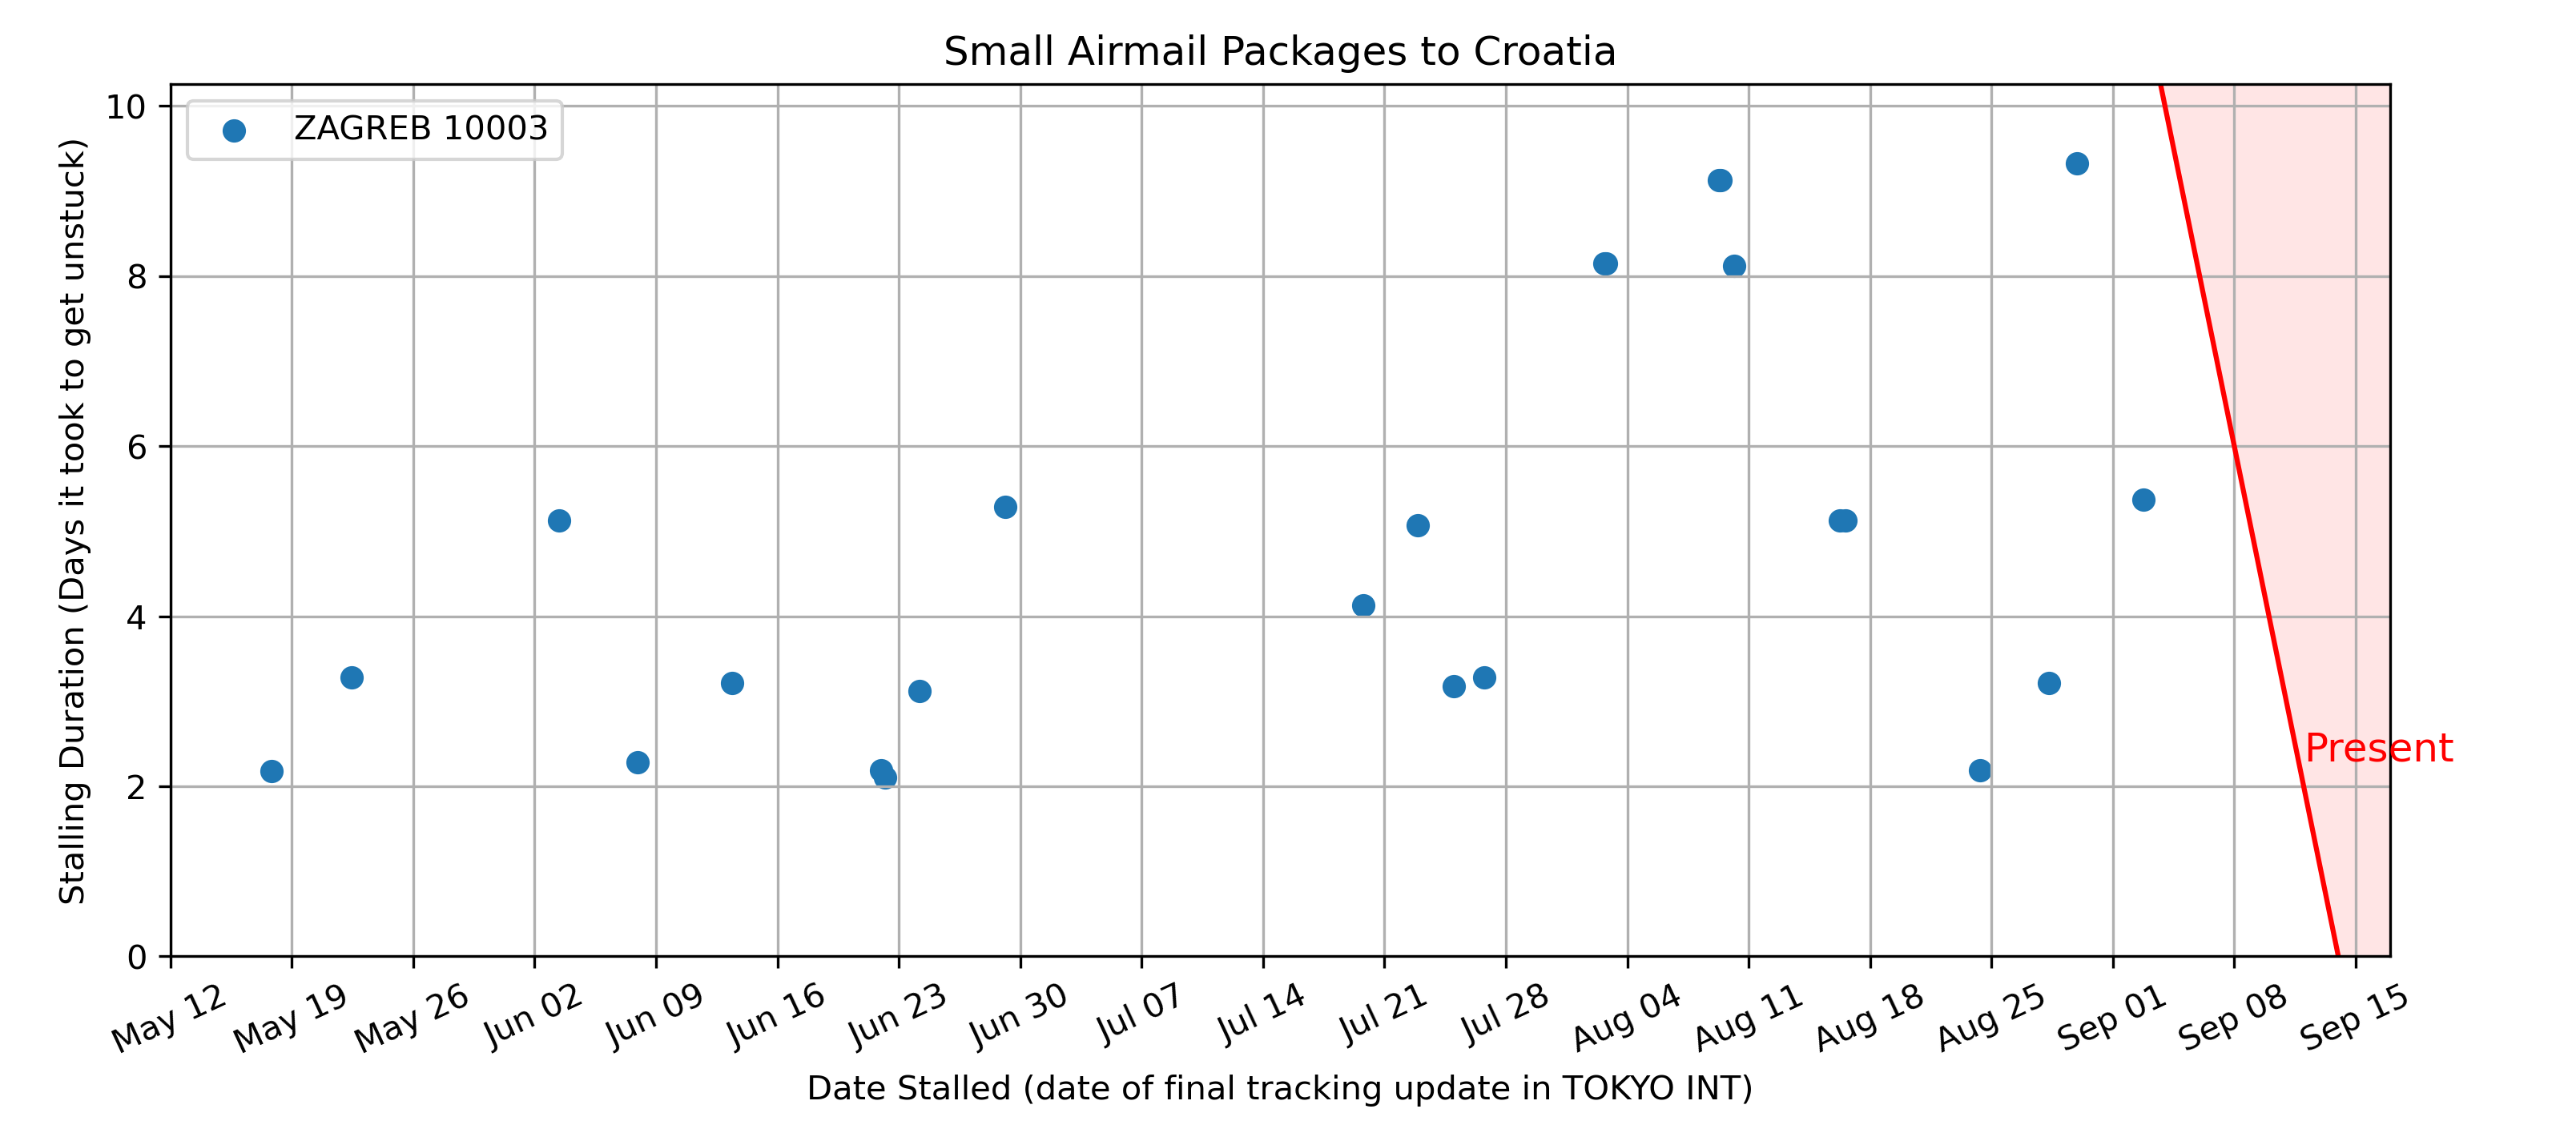 Small Airmail Packages to Croatia
ZAGREB 10003
Stalling Duration (Days it took to get unstuck)
10
8
6
4
2
0
Present
May 12
May 19
May 26
Jun 02
Jun 09
Jun 16
Jun 23
Jun 30
Jul 07
Jul 14
Jul 21
Jul 28
Aug 04
Aug 11
Aug 18
Aug 25
Sep 01
Sep 08
Sep 15
Date Stalled (date of final tracking update in TOKYO INT)